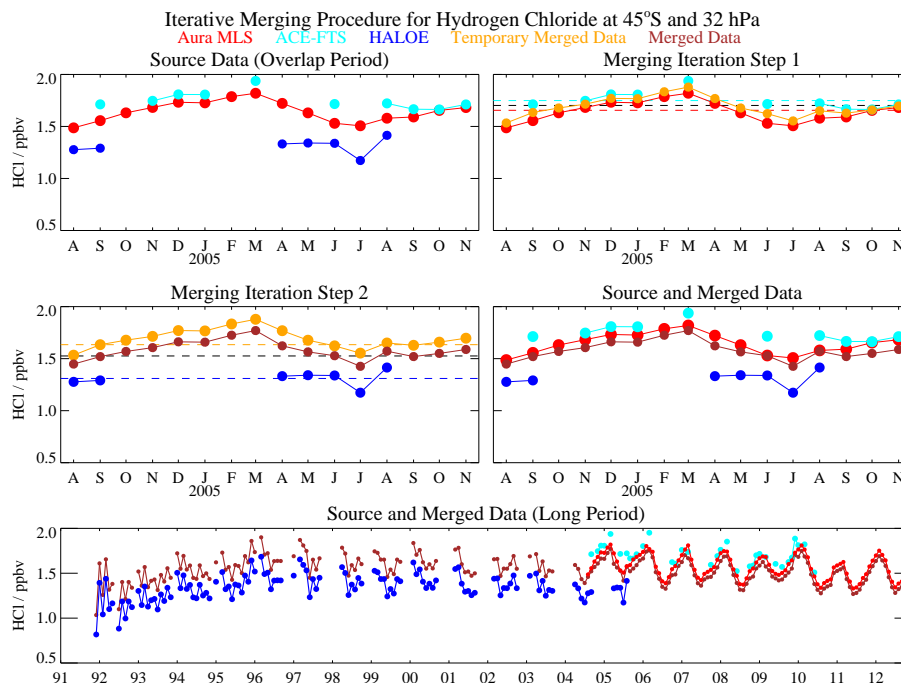 Iterative Merging Procedure for Hydrogen Chloride at 45°S and 32 hPa
Aura MLS ACE-FTS HALOE Temporary Merged Data Merged Data
Source Data (Overlap Period)
HCl / ppbv
2.0
1.5
1.0
0.5
A S O N D J F M A M J J A S O N
2005
Merging Iteration Step 1
A S O N D J F M A M J J A S O N
2005
Merging Iteration Step 2
HCl / ppbv
2.0
1.5
1.0
0.5
A S O N D J F M A M J J A S O N
2005
Source and Merged Data
A S O N D J F M A M J J A S O N
2005
Source and Merged Data (Long Period)
HCl / ppbv
2.0
1.5
1.0
0.5
91 92 93 94 95 96 97 98 99 00 01 02 03 04 05 06 07 08 09 10 11 12